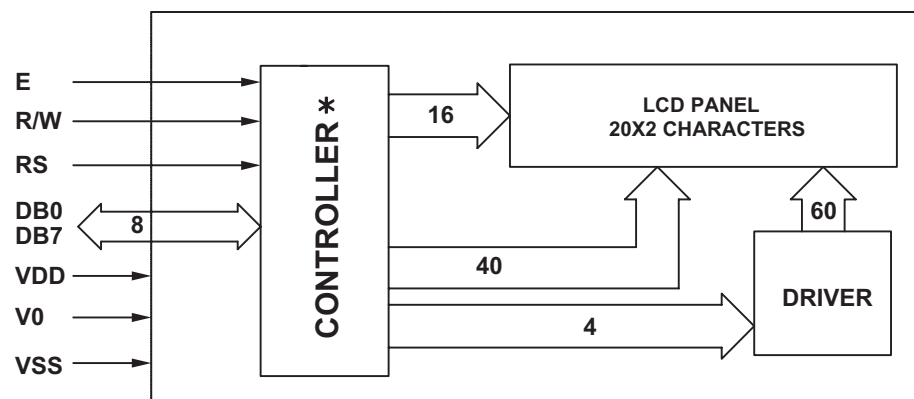 E
R/W
RS
DB0
DB7
8
VDD
V0
VSS
CONTROLLER *
16
LCD PANEL
20X2 CHARACTERS
40
60
4
DRIVER